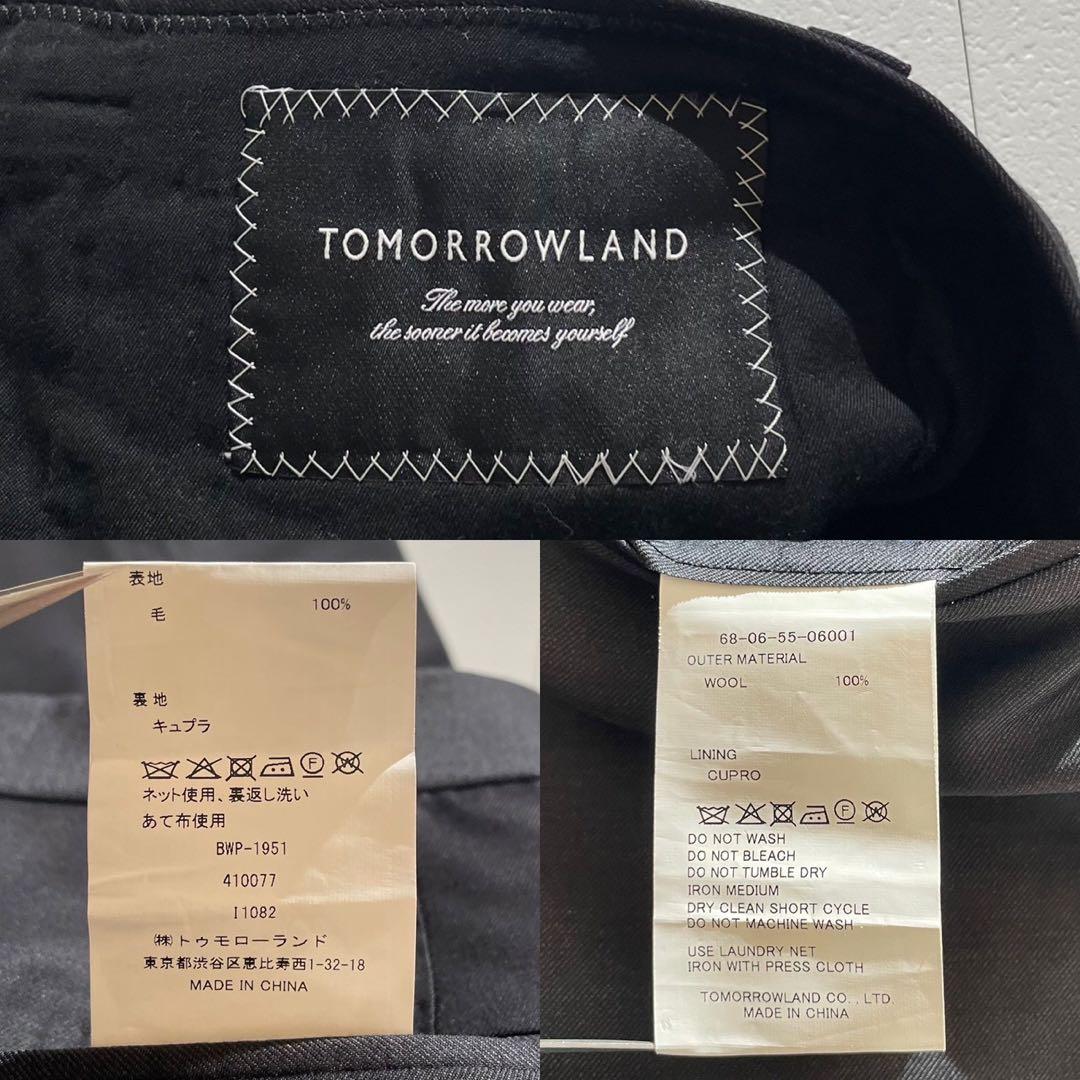 TOMORROWLAND
The more you wear,
the sooner it becomes yourself
表地
毛 100%
裏地
キュプラ
F W
ネット使用、裏返し洗い
あて布使用
BWP-1951
410077
I1082
㈱トゥモローランド
東京都渋谷区恵比寿西1-32-18
MADE IN CHINA
68-06-55-06001
OUTER MATERIAL
WOOL 100%
LINING
CUPRO
F W
DO NOT WASH
DO NOT BLEACH
DO NOT TUMBLE DRY
IRON MEDIUM
DRY CLEAN SHORT CYCLE
DO NOT MACHINE WASH
USE LAUNDRY NET
IRON WITH PRESS CLOTH
TOMORROWLAND CO., LTD.
MADE IN CHINA